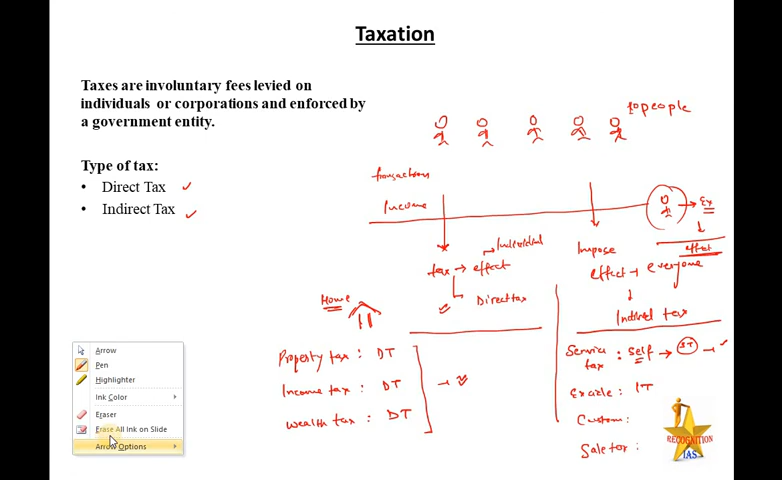 Taxation
Taxes are involuntary fees levied on
individuals or corporations and enforced by
a government entity.
Type of tax:
• Direct Tax
• Indirect Tax
people
transactions
Income
Ex
effect
tax → effect
Individual
Direct tax
Impose
effect → everyone
Indirect tax
Home
Property tax : DT
Income tax : DT
Wealth tax : DT
Service tax : Self → ST
Excide : IT
Custom :
Sale tax :
Arrow
Pen
Highlighter
Ink Color
Eraser
Erase All Ink on Slide
Arrow Options
RECOGNITION
IAS